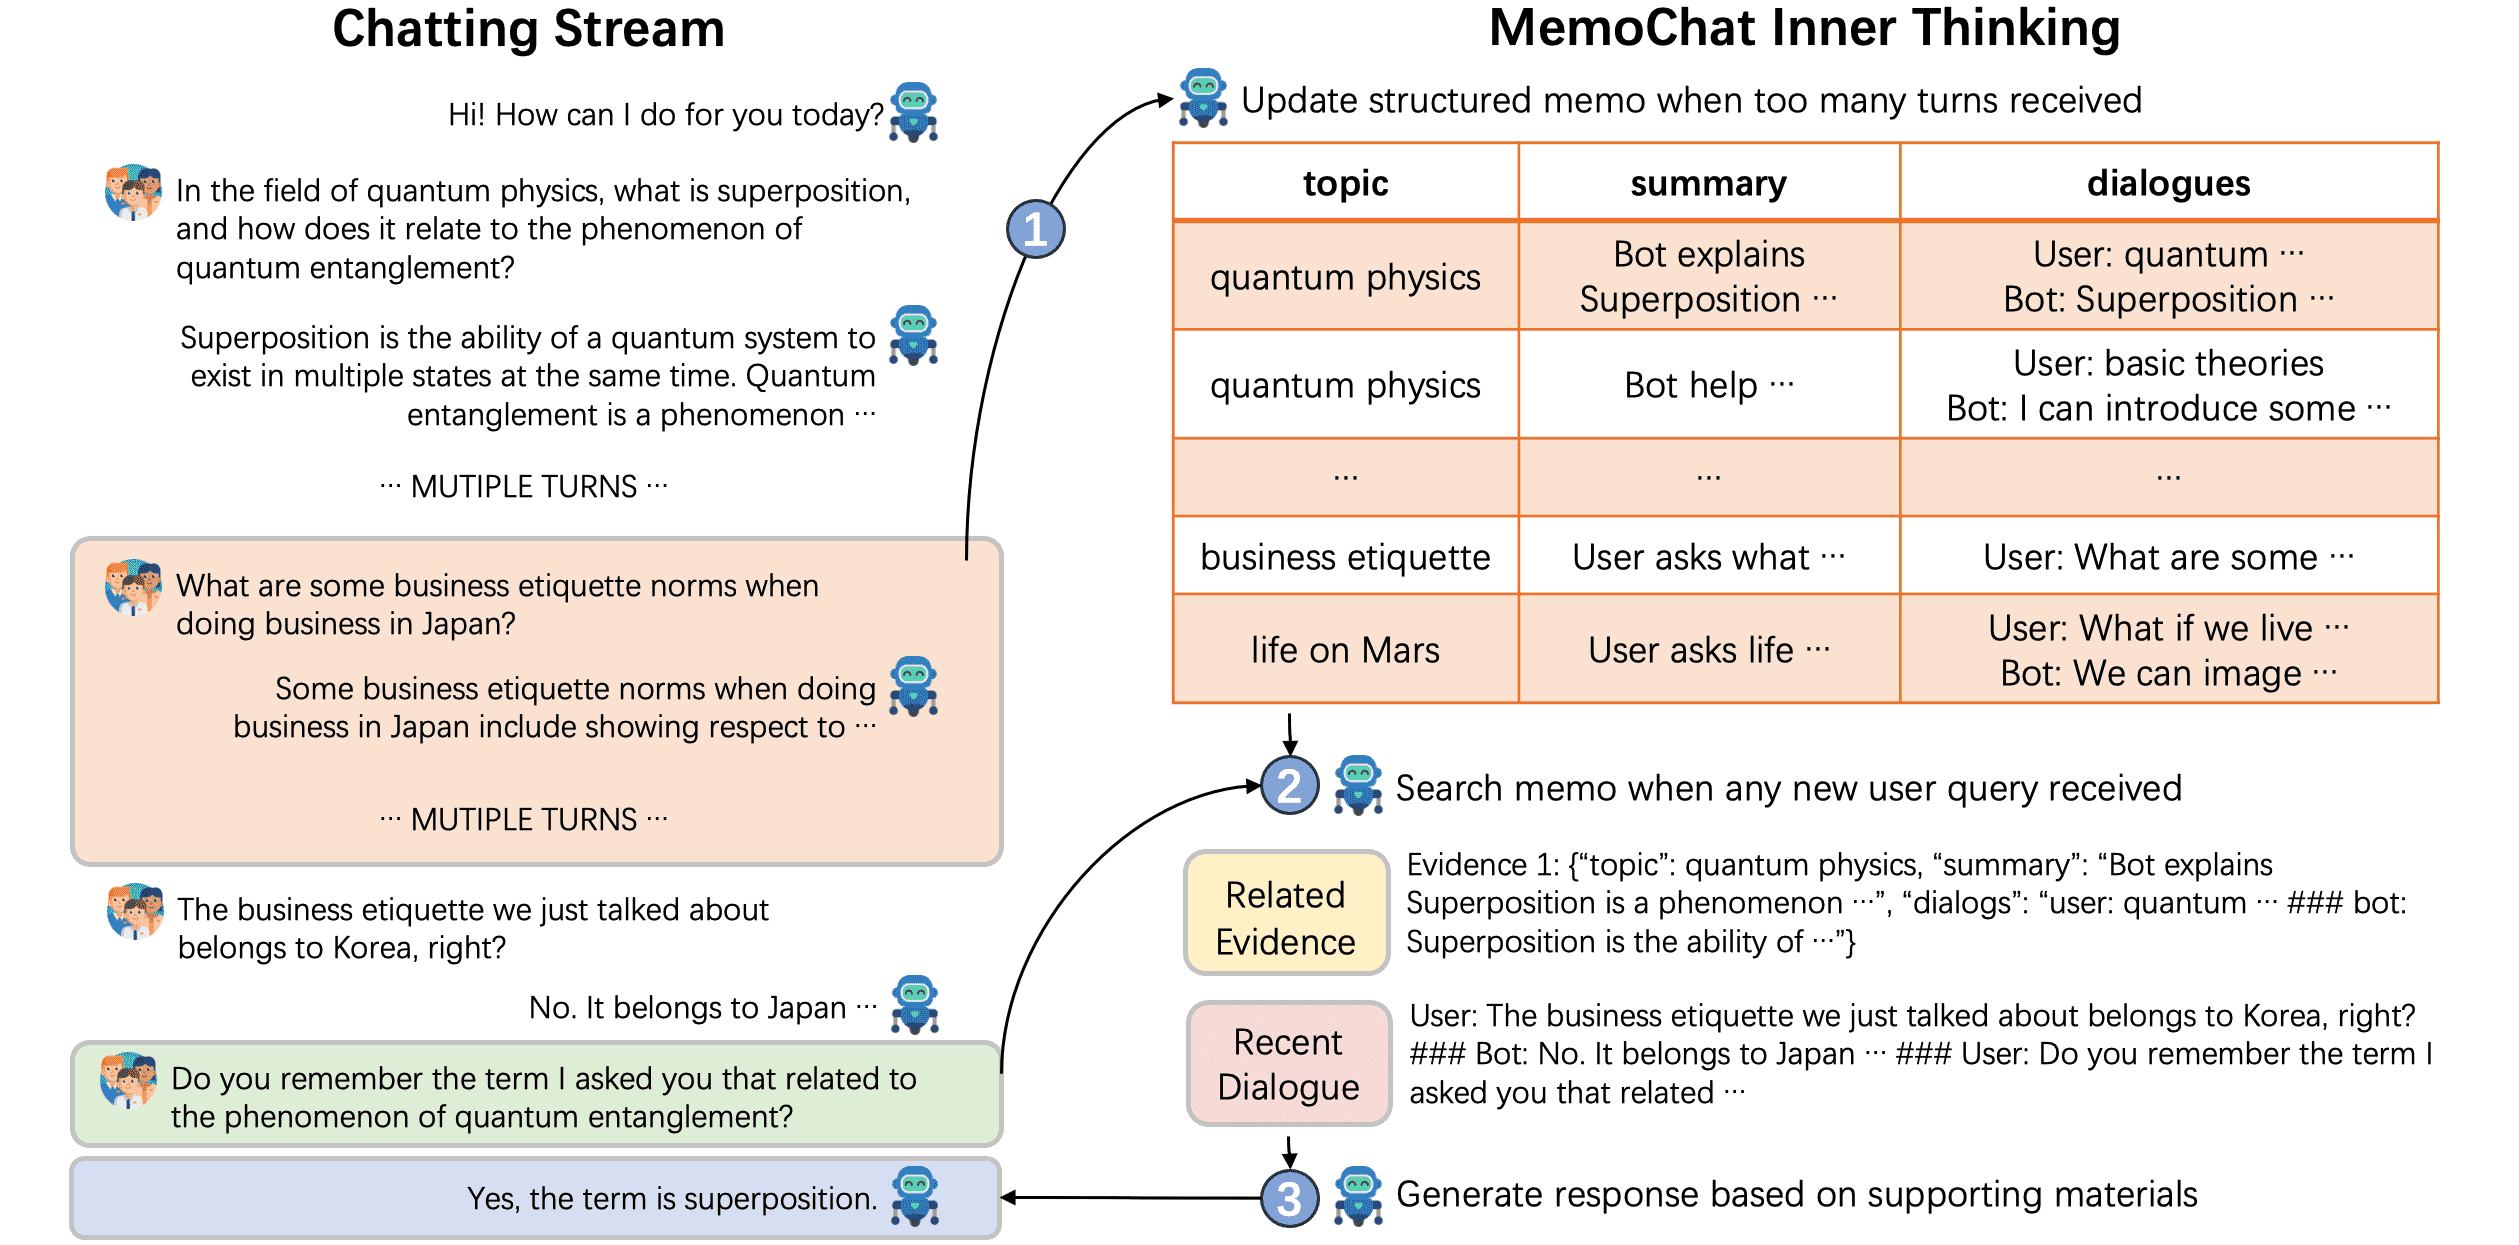 Chatting Stream
Hi! How can I do for you today?
In the field of quantum physics, what is superposition,
and how does it relate to the phenomenon of
quantum entanglement?
Superposition is the ability of a quantum system to
exist in multiple states at the same time. Quantum
entanglement is a phenomenon ···
··· MUTIPLE TURNS ···
What are some business etiquette norms when
doing business in Japan?
Some business etiquette norms when doing
business in Japan include showing respect to ···
··· MUTIPLE TURNS ···
The business etiquette we just talked about
belongs to Korea, right?
No. It belongs to Japan ···
Do you remember the term I asked you that related to
the phenomenon of quantum entanglement?
Yes, the term is superposition.
MemoChat Inner Thinking
1
Update structured memo when too many turns received
topic summary dialogues
quantum physics
Bot explains
Superposition ···
User: quantum ···
Bot: Superposition ···
quantum physics
Bot help ···
User: basic theories
Bot: I can introduce some ···
··· ··· ···
business etiquette User asks what ··· User: What are some ···
life on Mars
User asks life ···
User: What if we live ···
Bot: We can image ···
2
Search memo when any new user query received
Related
Evidence
Evidence 1: {“topic”: quantum physics, “summary”: “Bot explains
Superposition is a phenomenon ···”, “dialogs”: “user: quantum ··· ### bot:
Superposition is the ability of ···”}
Recent
Dialogue
User: The business etiquette we just talked about belongs to Korea, right?
### Bot: No. It belongs to Japan ··· ### User: Do you remember the term I
asked you that related ···
3
Generate response based on supporting materials